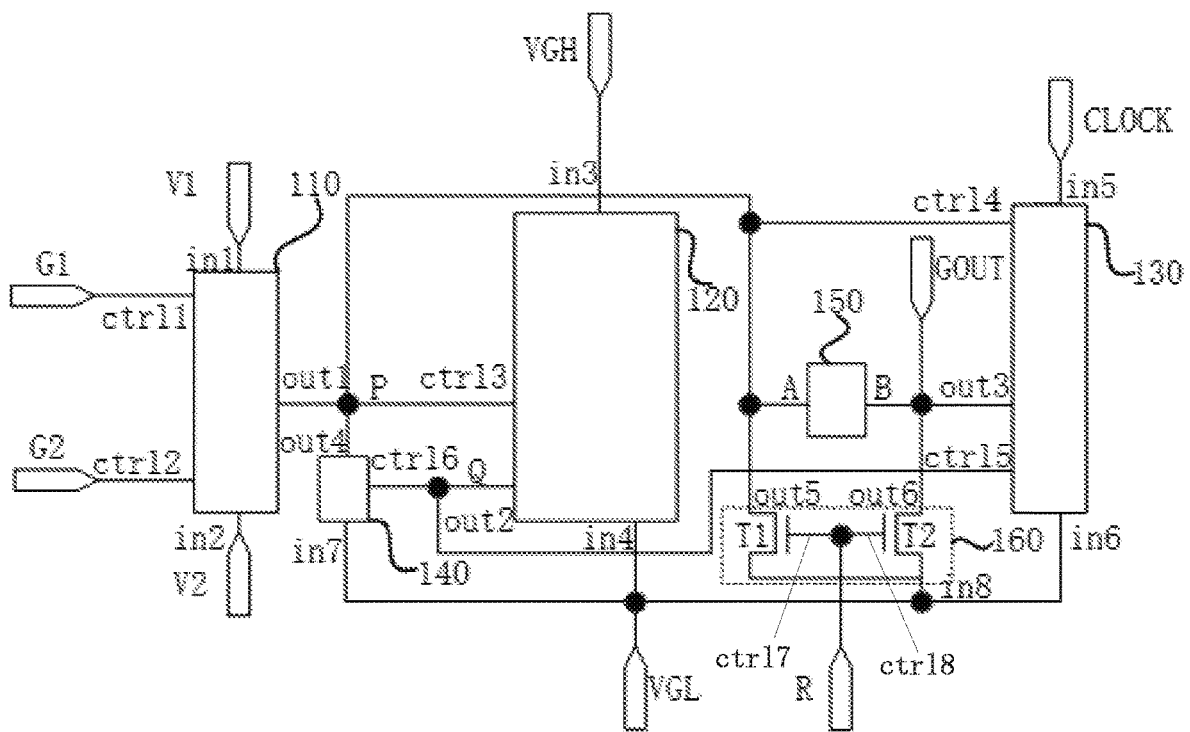 VGH
CLOCK
V1
110
in3
in5
ctrl4
in1
G1
120
GOUT
130
ctrl1
150
out1
P
ctrl3
A
B
out3
G2
out4
ctrl2
ctrl6
Q
ctrl5
out2
out5
out6
in2
in7
in4
T1
T2
160
in6
V2
140
in8
ctrl7
ctrl8
VGL
R